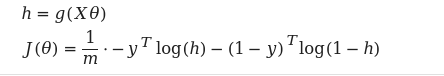 h = g(Xθ)
J(θ) = 1/m · −y^T log(h) − (1 − y)^T log(1 − h)